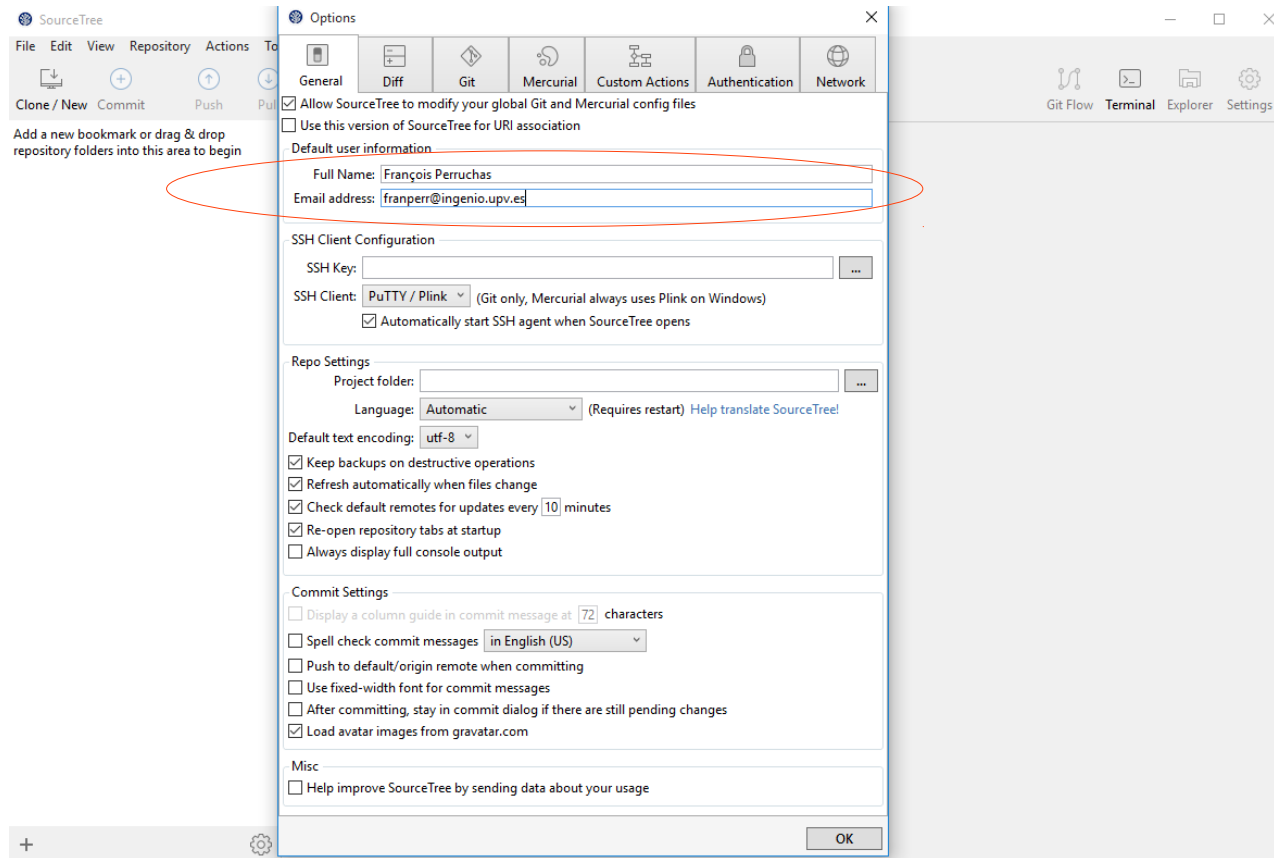 SourceTree
Options
File Edit View Repository Actions To
General Diff Git Mercurial Custom Actions Authentication Network
Clone / New Commit Push Pul
Git Flow Terminal Explorer Settings
Add a new bookmark or drag & drop
repository folders into this area to begin
Allow SourceTree to modify your global Git and Mercurial config files
Use this version of SourceTree for URI association
Default user information
Full Name: François Perruchas
Email address: franperr@ingenio.upv.es
SSH Client Configuration
SSH Key: ...
SSH Client: PuTTY / Plink (Git only, Mercurial always uses Plink on Windows)
Automatically start SSH agent when SourceTree opens
Repo Settings
Project folder: ...
Language: Automatic (Requires restart) Help translate SourceTree!
Default text encoding: utf-8
Keep backups on destructive operations
Refresh automatically when files change
Check default remotes for updates every 10 minutes
Re-open repository tabs at startup
Always display full console output
Commit Settings
Display a column guide in commit message at 72 characters
Spell check commit messages in English (US)
Push to default/origin remote when committing
Use fixed-width font for commit messages
After committing, stay in commit dialog if there are still pending changes
Load avatar images from gravatar.com
Misc
Help improve SourceTree by sending data about your usage
OK